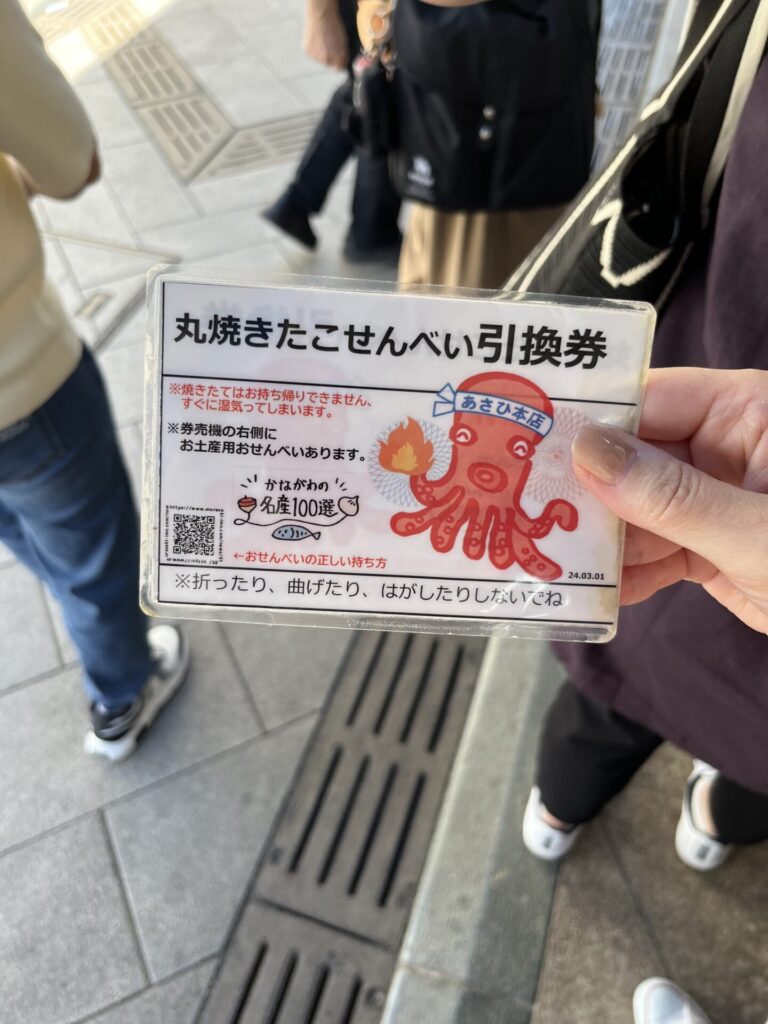 丸焼きたこせんべい引換券
※焼きたてはお持ち帰りできません、
すぐに湿気ってしまいます。
※券売機の右側に
お土産用おせんべいあります。
あさひ本店
かながわの
名産100選
←おせんべいの正しい持ち方
24.03.01
※折ったり、曲げたり、はがしたりしないでね